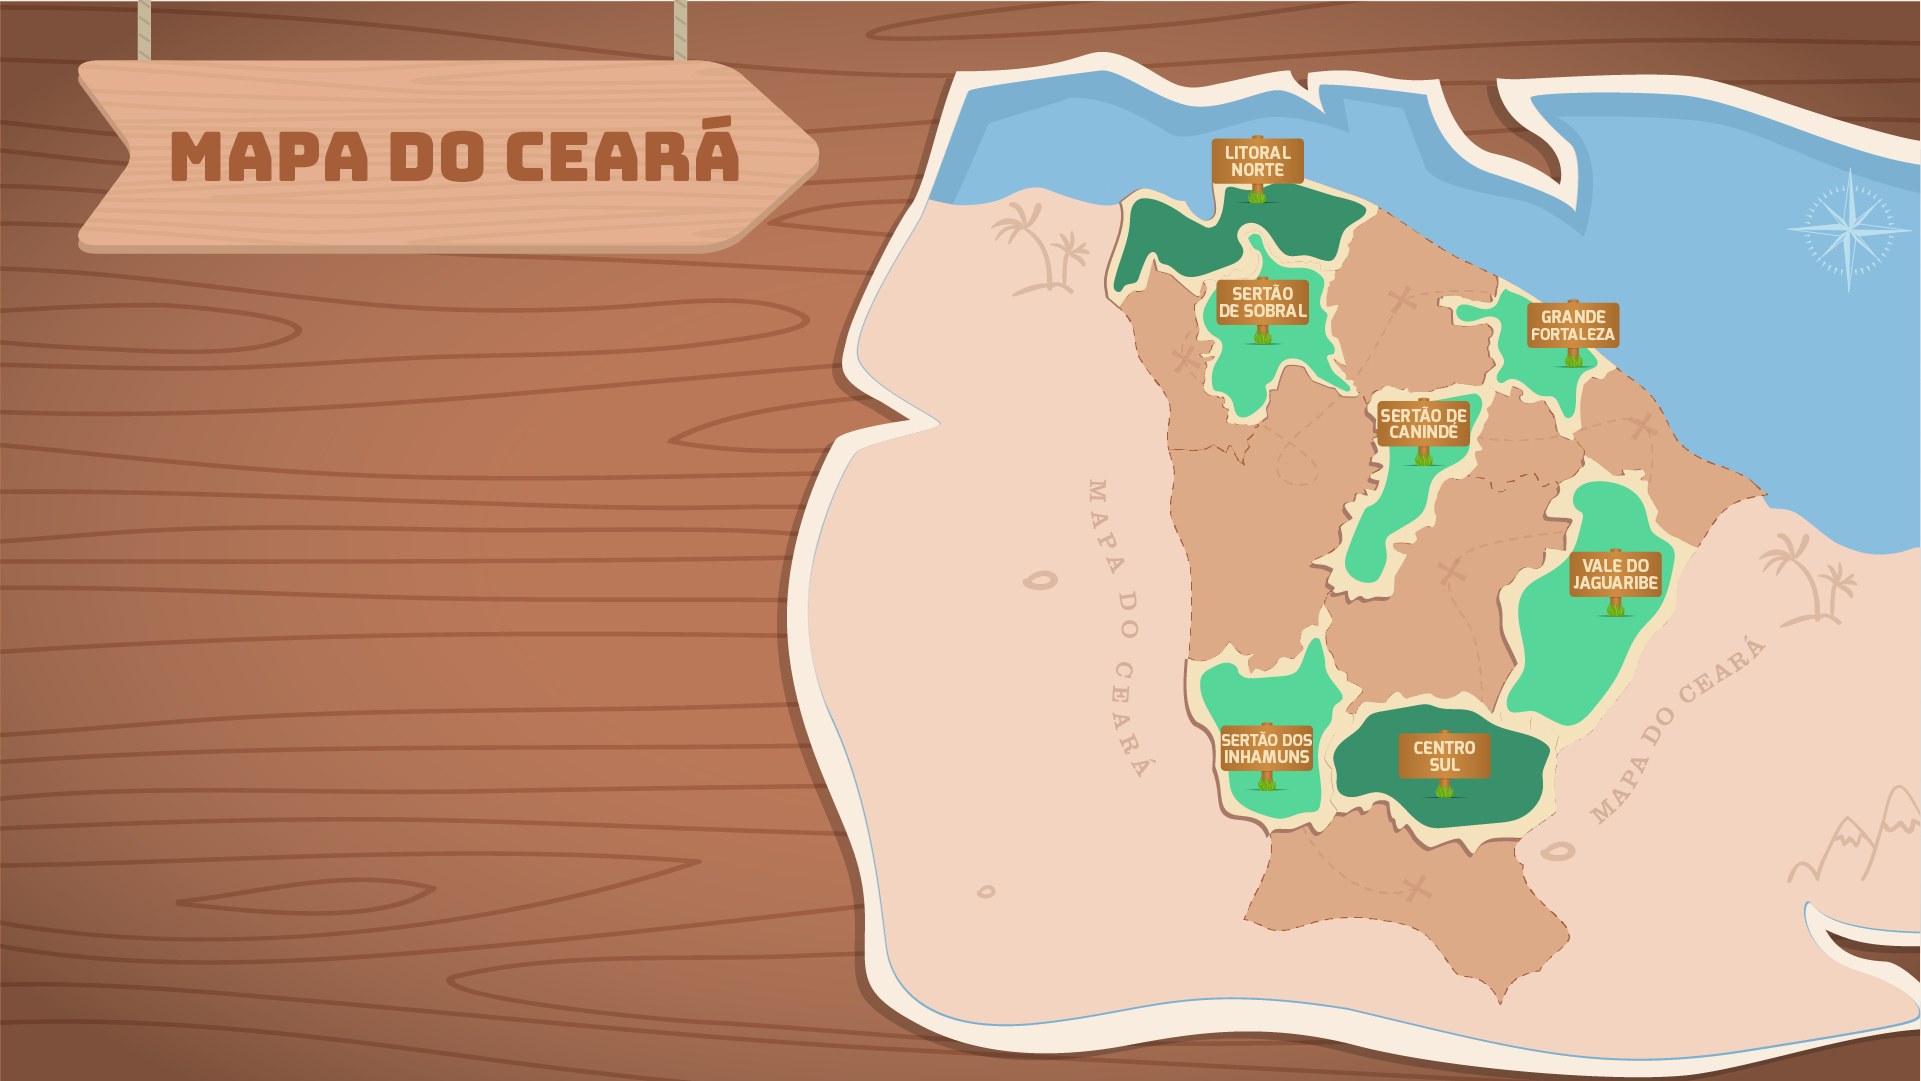 MAPA DO CEARÁ
LITORAL
NORTE
SERTÃO
DE SOBRAL
GRANDE
FORTALEZA
SERTÃO DE
CANINDÉ
MAPA DO CEARÁ
VALE DO
JAGUARIBE
MAPA DO CEARÁ
SERTÃO DOS
INHAMUNS
CENTRO
SUL